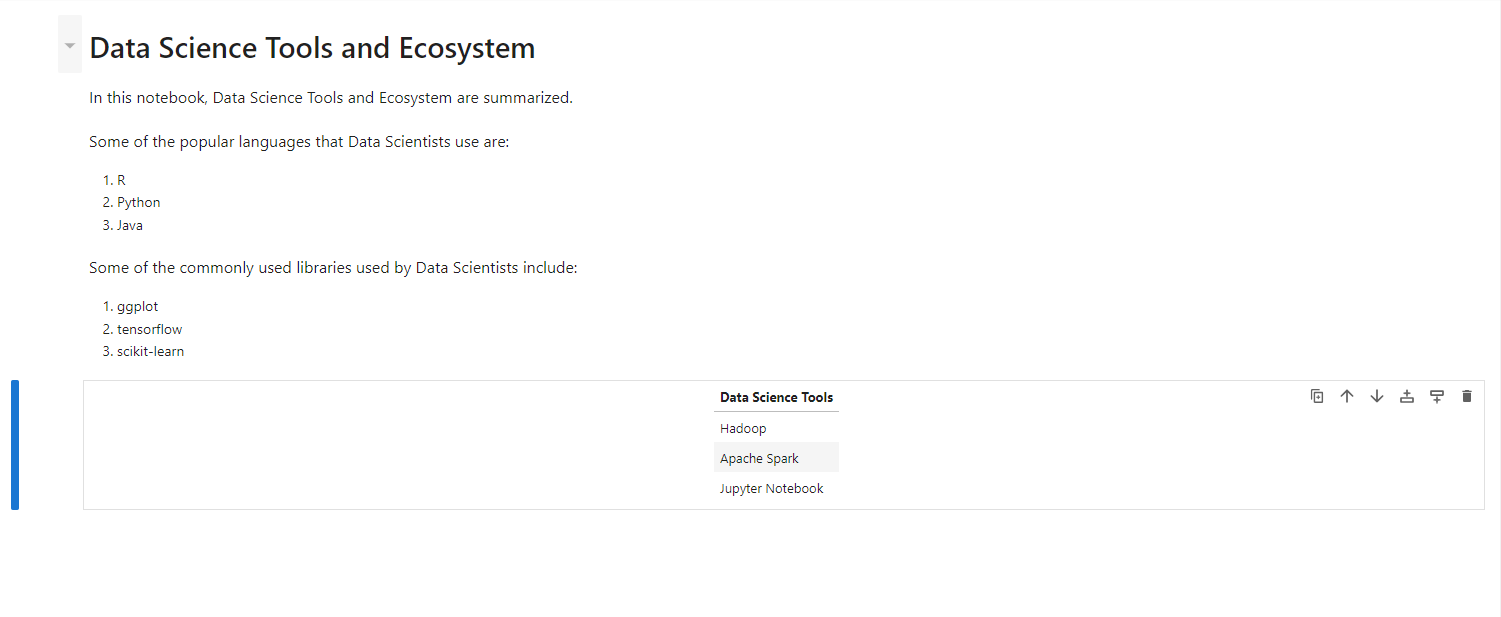 Data Science Tools and Ecosystem
In this notebook, Data Science Tools and Ecosystem are summarized.
Some of the popular languages that Data Scientists use are:
1. R
2. Python
3. Java
Some of the commonly used libraries used by Data Scientists include:
1. ggplot
2. tensorflow
3. scikit-learn
Data Science Tools
Hadoop
Apache Spark
Jupyter Notebook